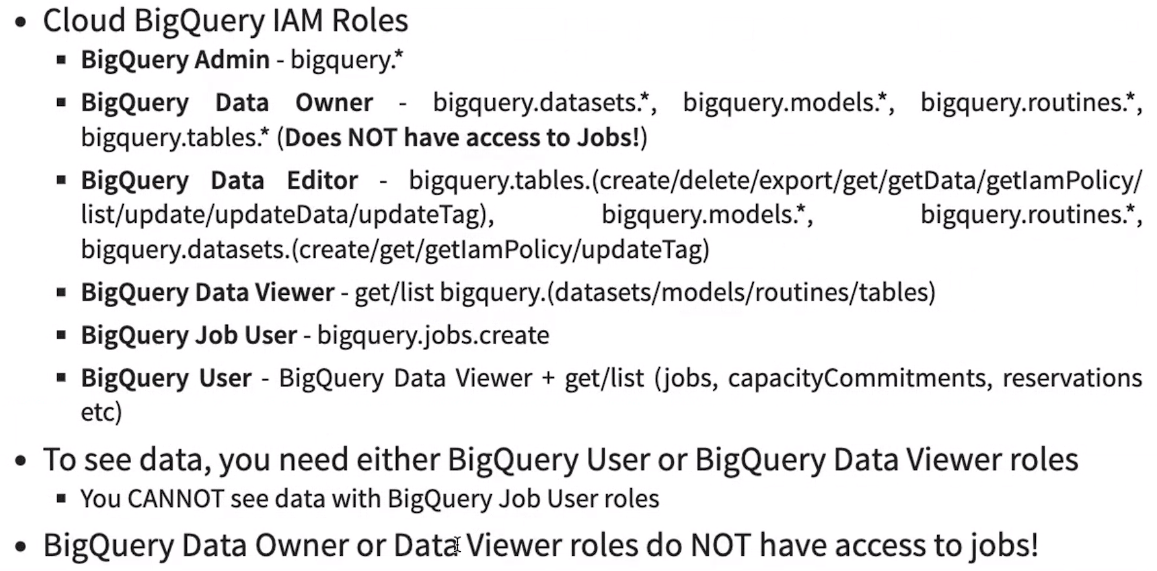 • Cloud BigQuery IAM Roles
▪ BigQuery Admin - bigquery.*
▪ BigQuery Data Owner - bigquery.datasets.*, bigquery.models.*, bigquery.routines.*,
bigquery.tables.* (Does NOT have access to Jobs!)
▪ BigQuery Data Editor - bigquery.tables.(create/delete/export/get/getData/getIamPolicy/
list/update/updateData/updateTag), bigquery.models.*, bigquery.routines.*,
bigquery.datasets.(create/get/getIamPolicy/updateTag)
▪ BigQuery Data Viewer - get/list bigquery.(datasets/models/routines/tables)
▪ BigQuery Job User - bigquery.jobs.create
▪ BigQuery User - BigQuery Data Viewer + get/list (jobs, capacityCommitments, reservations
etc)
• To see data, you need either BigQuery User or BigQuery Data Viewer roles
▪ You CANNOT see data with BigQuery Job User roles
• BigQuery Data Owner or Data Viewer roles do NOT have access to jobs!